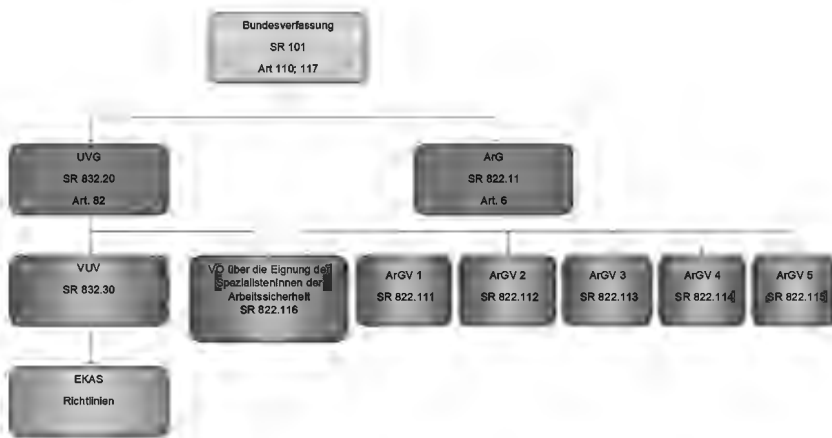 Bundesverfassung
SR 101
Art 110; 117
UVG
SR 832.20
Art. 82
ArG
SR 822.11
Art. 6
VUV
SR 832.30
VO über die Eignung der
SpezialistenInnen der
Arbeitssicherheit
SR 822.116
ArGV 1
SR 822.111
ArGV 2
SR 822.112
ArGV 3
SR 822.113
ArGV 4
SR 822.114
ArGV 5
SR 822.115
EKAS
Richtlinien